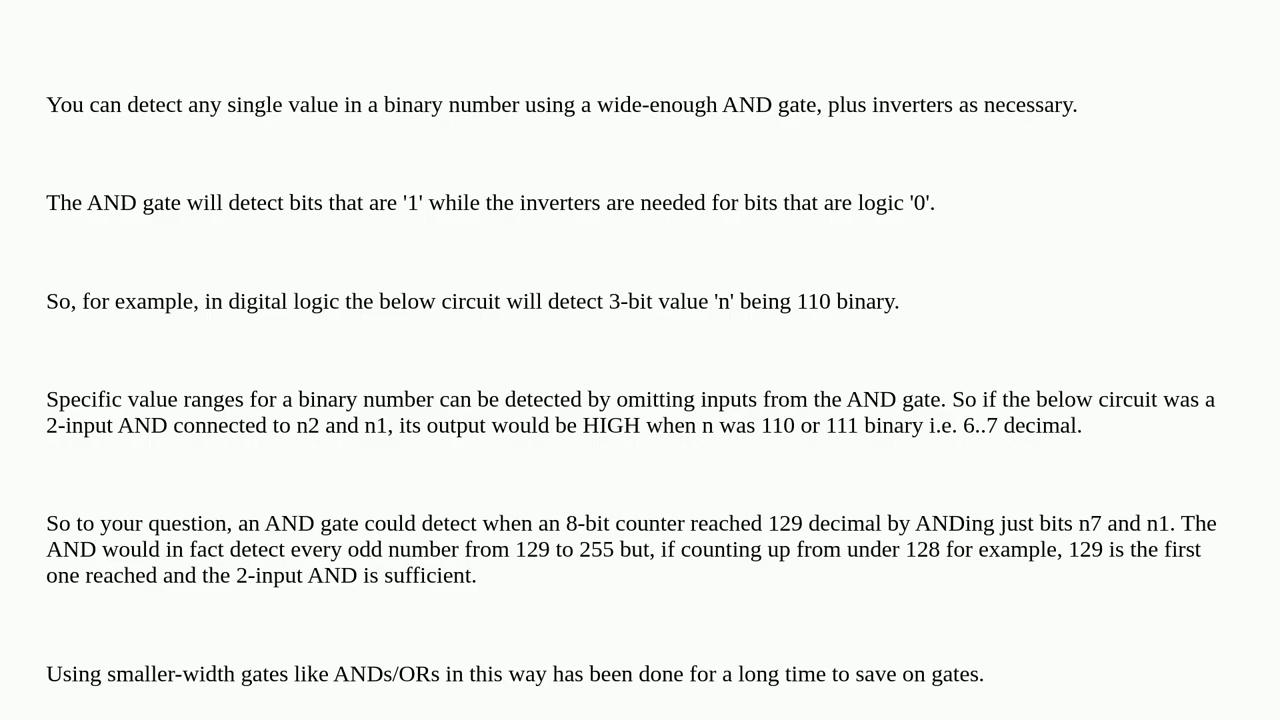 You can detect any single value in a binary number using a wide-enough AND gate, plus inverters as necessary.
The AND gate will detect bits that are '1' while the inverters are needed for bits that are logic '0'.
So, for example, in digital logic the below circuit will detect 3-bit value 'n' being 110 binary.
Specific value ranges for a binary number can be detected by omitting inputs from the AND gate. So if the below circuit was a
2-input AND connected to n2 and n1, its output would be HIGH when n was 110 or 111 binary i.e. 6..7 decimal.
So to your question, an AND gate could detect when an 8-bit counter reached 129 decimal by ANDing just bits n7 and n1. The
AND would in fact detect every odd number from 129 to 255 but, if counting up from under 128 for example, 129 is the first
one reached and the 2-input AND is sufficient.
Using smaller-width gates like ANDs/ORs in this way has been done for a long time to save on gates.